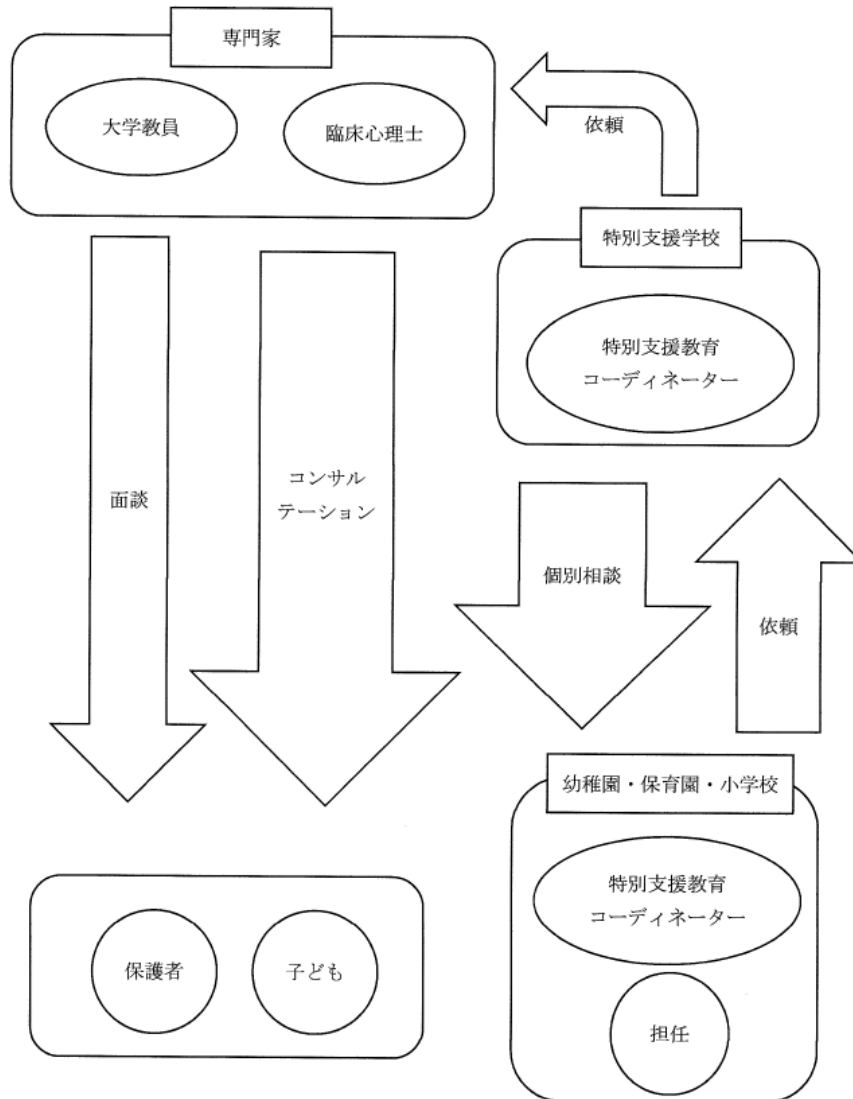 専門家
大学教員
臨床心理士
依頼
特別支援学校
特別支援教育
コーディネーター
面談
コンサル
テーション
個別相談
依頼
幼稚園・保育園・小学校
特別支援教育
コーディネーター
保護者
子ども
担任